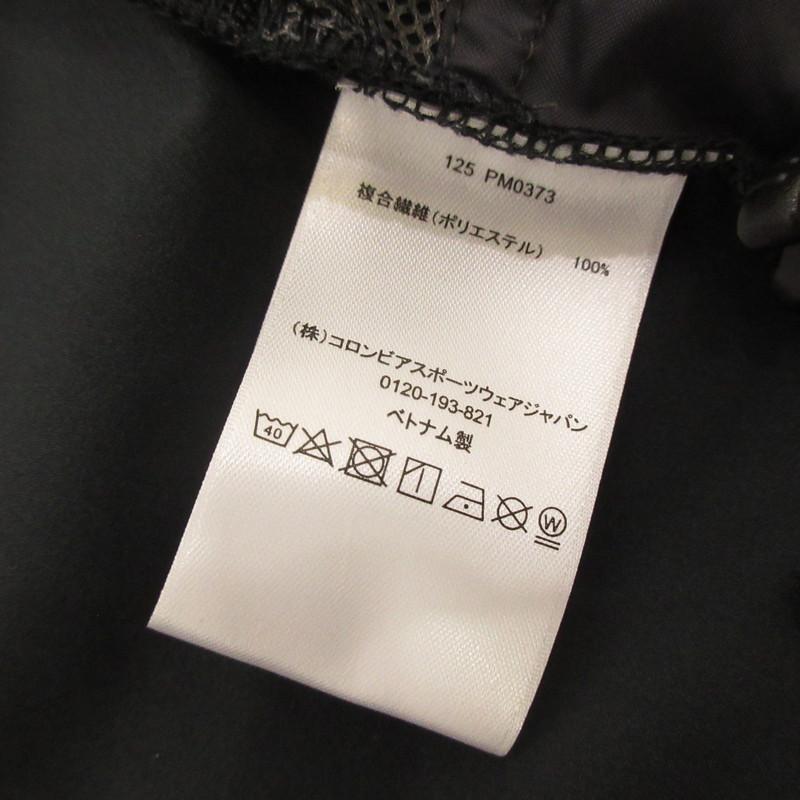 125 PM0373
複合繊維(ポリエステル) 100%
(株)コロンビアスポーツウェアジャパン
0120-193-821
ベトナム製
40
W